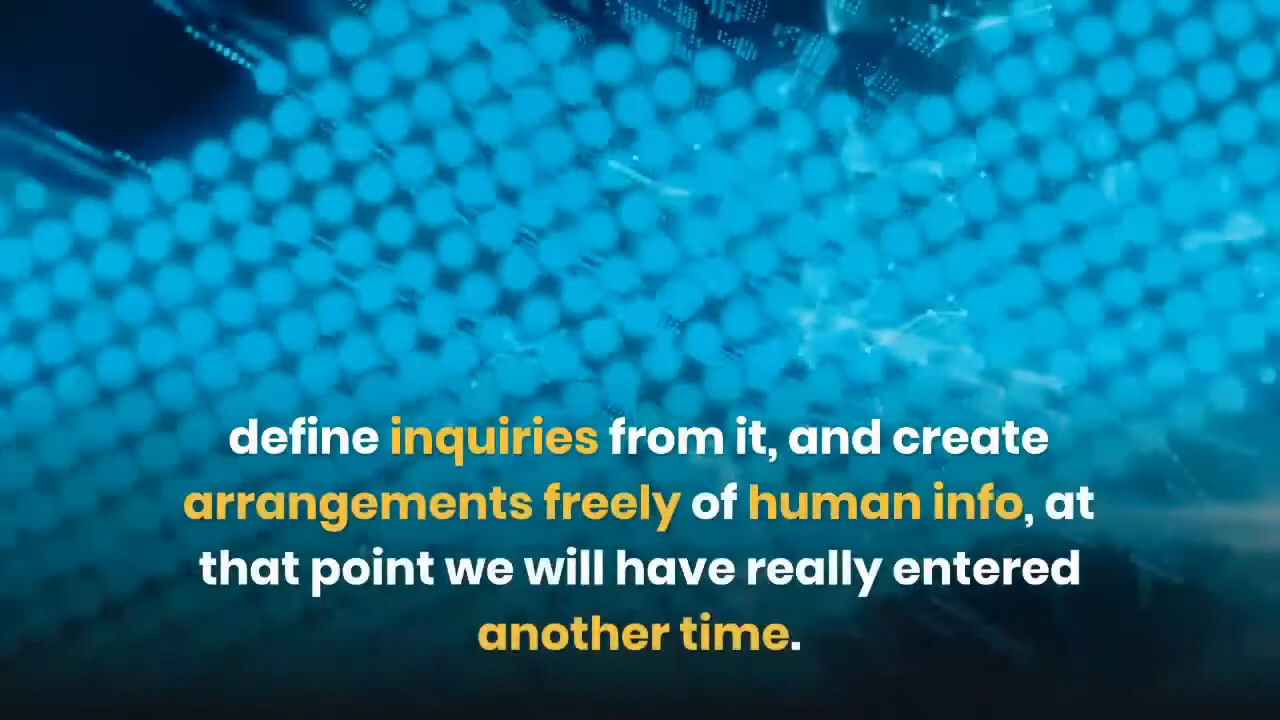 define inquiries from it, and create
arrangements freely of human info, at
that point we will have really entered
another time.